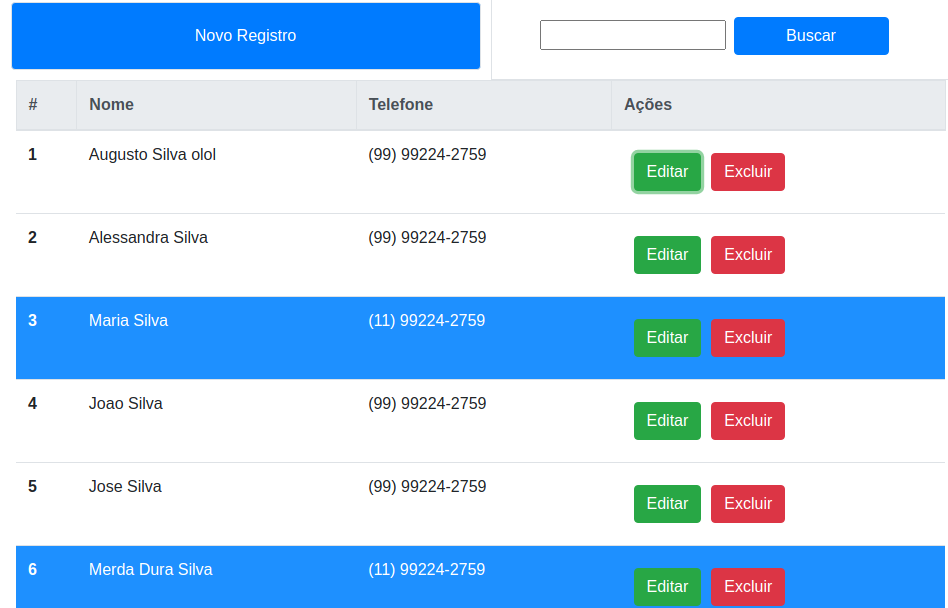 Novo Registro Buscar
# Nome Telefone Ações
1 Augusto Silva olol (99) 99224-2759 Editar Excluir
2 Alessandra Silva (99) 99224-2759 Editar Excluir
3 Maria Silva (11) 99224-2759 Editar Excluir
4 Joao Silva (99) 99224-2759 Editar Excluir
5 Jose Silva (99) 99224-2759 Editar Excluir
6 Merda Dura Silva (11) 99224-2759 Editar Excluir